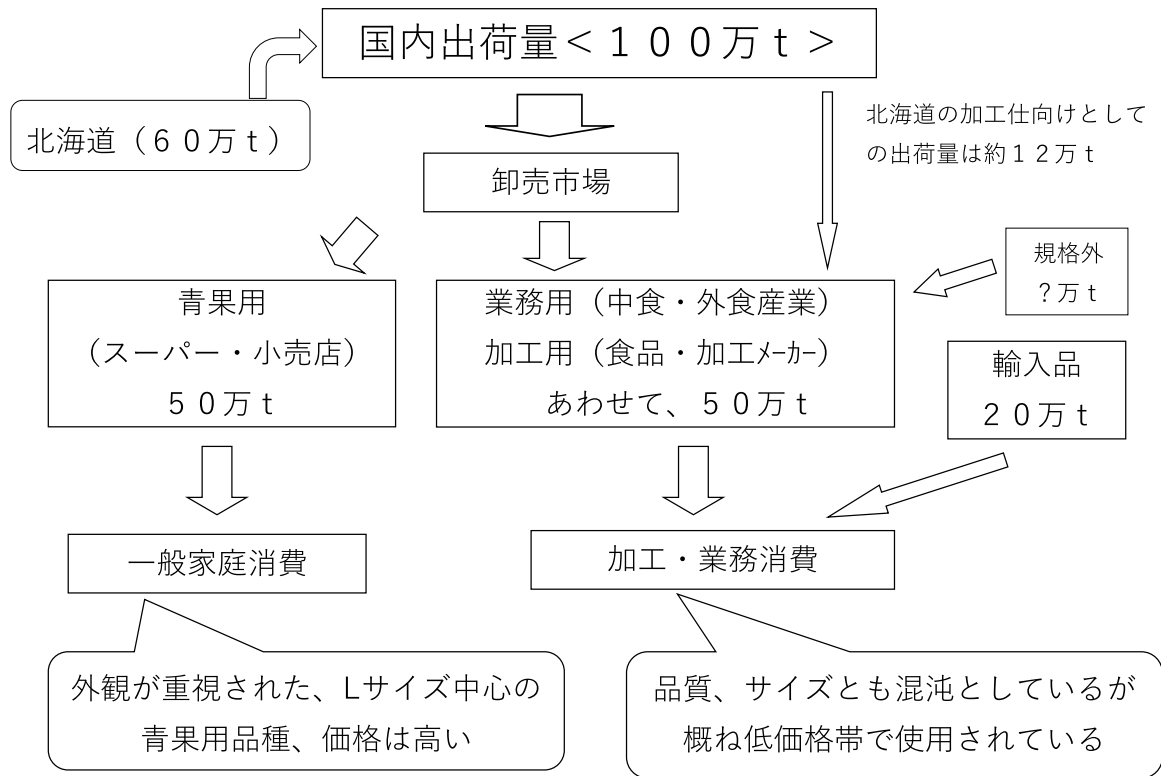 国内出荷量＜１００万ｔ＞
北海道（６０万ｔ）
北海道の加工仕向けとして
の出荷量は約１２万ｔ
卸売市場
規格外
？万ｔ
青果用
（スーパー・小売店）
５０万ｔ
業務用（中食・外食産業）
加工用（食品・加工ﾒｰｶｰ）
あわせて、５０万ｔ
輸入品
２０万ｔ
一般家庭消費
加工・業務消費
外観が重視された、Lサイズ中心の
青果用品種、価格は高い
品質、サイズとも混沌としているが
概ね低価格帯で使用されている